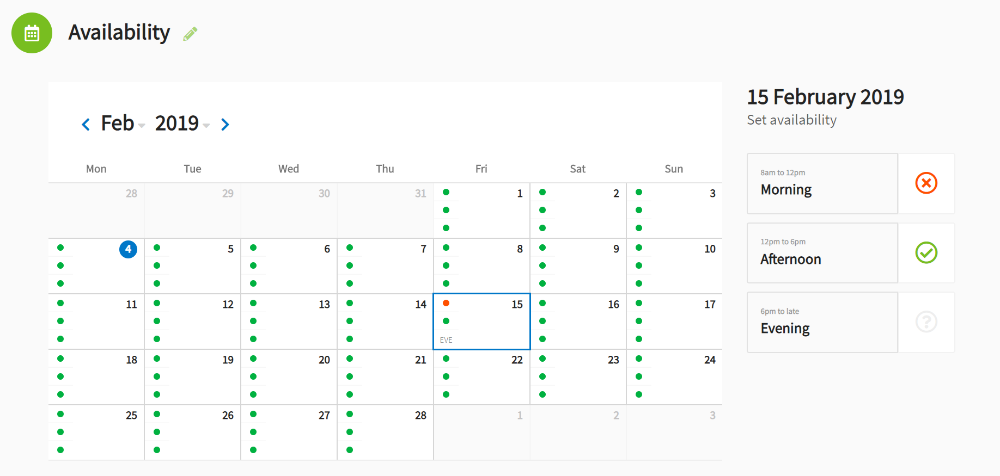 Availability
Feb 2019
Mon Tue Wed Thu Fri Sat Sun
28 29 30 31 1 2 3
4 5 6 7 8 9 10
11 12 13 14 15 16 17
EVE
18 19 20 21 22 23 24
25 26 27 28 1 2 3
15 February 2019
Set availability
8am to 12pm
Morning
12pm to 6pm
Afternoon
6pm to late
Evening